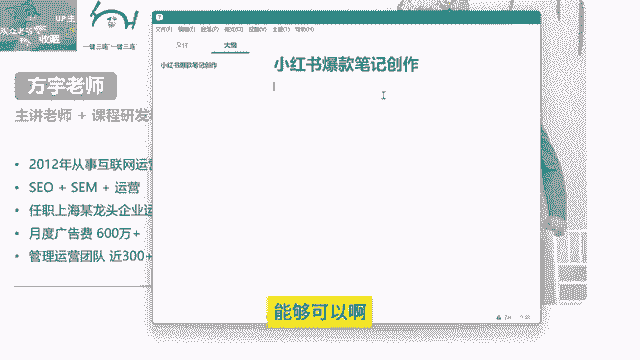 UP主
收藏
一键三连 一键三连
文件(F) 编辑(E) 段落(P) 格式(O) 视图(V) 主题(T) 帮助(H)
大纲
小红书爆款笔记创作
小红书爆款笔记创作
方宇老师
主讲老师 + 课程研发
2012年从事互联网运营
SEO + SEM + 运营
任职上海某龙头企业运
月度广告费 600万+
管理运营团队 近300+
能够可以啊